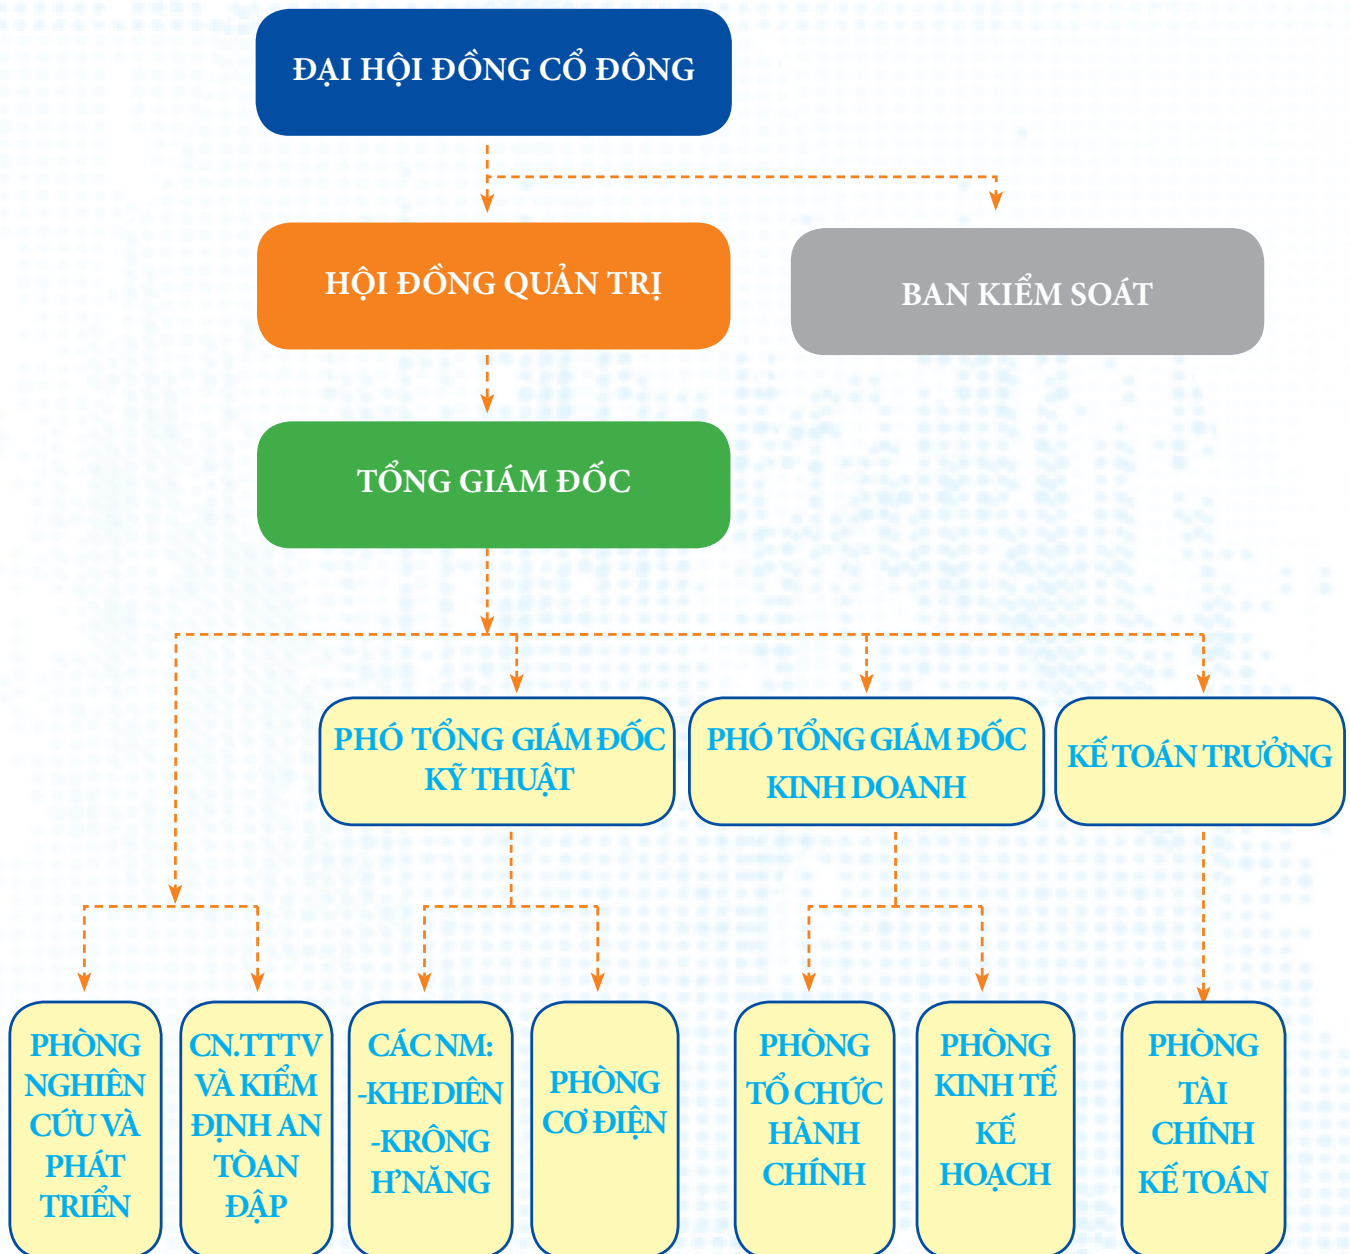 ĐẠI HỘI ĐỒNG CỔ ĐÔNG
HỘI ĐỒNG QUẢN TRỊ
BAN KIỂM SOÁT
TỔNG GIÁM ĐỐC
PHÓ TỔNG GIÁM ĐỐC
KỸ THUẬT
PHÓ TỔNG GIÁM ĐỐC
KINH DOANH
KẾ TOÁN TRƯỞNG
PHÒNG
NGHIÊN
CỨU VÀ
PHÁT
TRIỂN
CN.TTTV
VÀ KIỂM
ĐỊNH AN
TÒAN
ĐẬP
CÁC NM:
-KHE DIÊN
-KRÔNG
H'NĂNG
PHÒNG
CƠ ĐIỆN
PHÒNG
TỔ CHỨC
HÀNH
CHÍNH
PHÒNG
KINH TẾ
KẾ
HOẠCH
PHÒNG
TÀI
CHÍNH
KẾ TOÁN